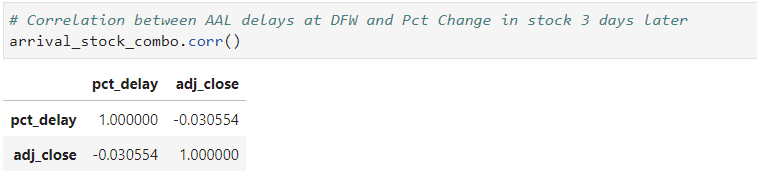 # Correlation between AAL delays at DFW and Pct Change in stock 3 days later
arrival_stock_combo.corr()
pct_delay adj_close
pct_delay 1.000000 -0.030554
adj_close -0.030554 1.000000